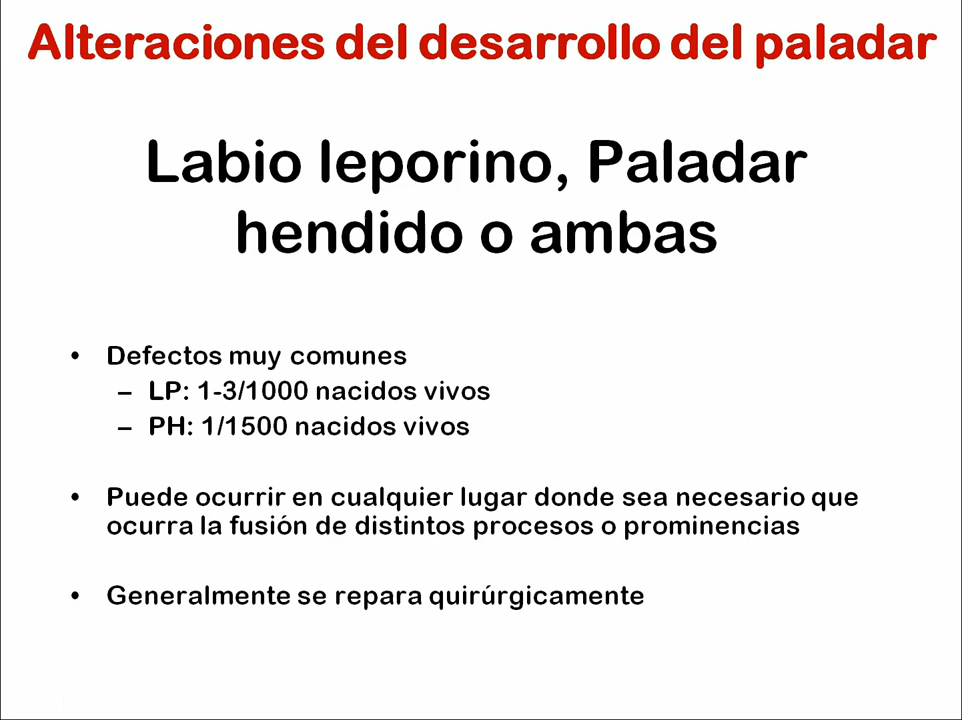 Alteraciones del desarrollo del paladar
Labio leporino, Paladar
hendido o ambas
• Defectos muy comunes
– LP: 1-3/1000 nacidos vivos
– PH: 1/1500 nacidos vivos
• Puede ocurrir en cualquier lugar donde sea necesario que
ocurra la fusión de distintos procesos o prominencias
• Generalmente se repara quirúrgicamente